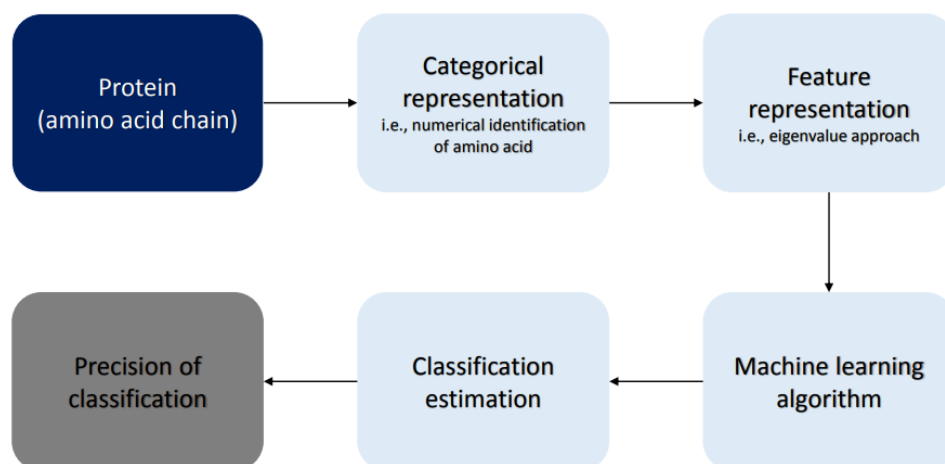 Protein
(amino acid chain)
Categorical
representation
i.e., numerical identification
of amino acid
Feature
representation
i.e., eigenvalue approach
Precision of
classification
Classification
estimation
Machine learning
algorithm